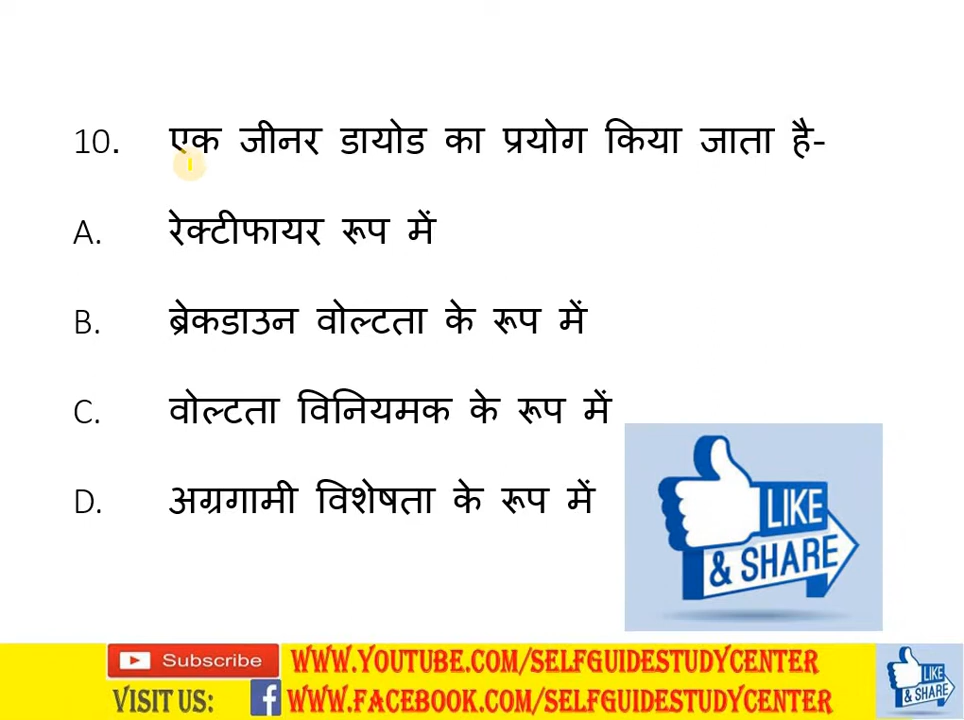 10. एक जीनर डायोड का प्रयोग किया जाता है-
A. रेक्टीफायर रूप में
B. ब्रेकडाउन वोल्टता के रूप में
C. वोल्टता विनियमक के रूप में
D. अग्रगामी विशेषता के रूप में
LIKE
& SHARE
Subscribe WWW.YOUTUBE.COM/SELFGUIDESTUDYCENTER
VISIT US: f WWW.FACEBOOK.COM/SELFGUIDESTUDYCENTER
LIKE
& SHARE